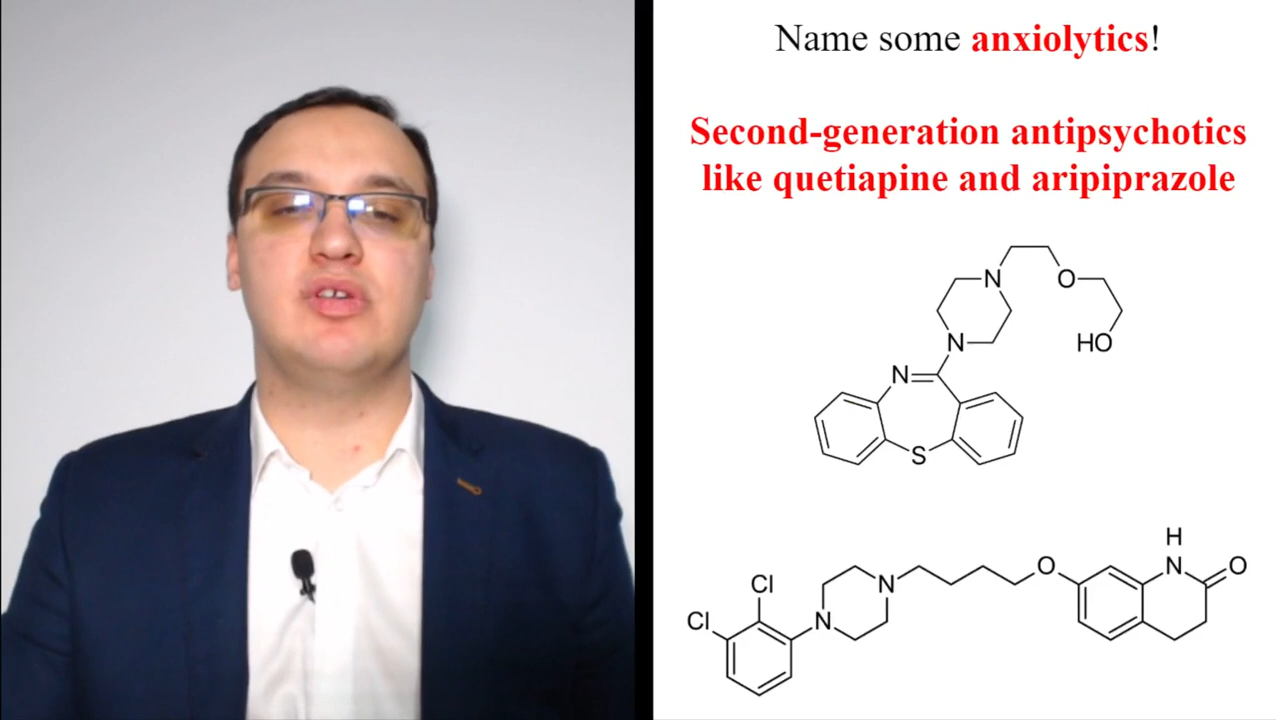 Name some anxiolytics!
Second-generation antipsychotics
like quetiapine and aripiprazole
N
O
N
HO
N
S
H
N
O
O
Cl
N
Cl
N